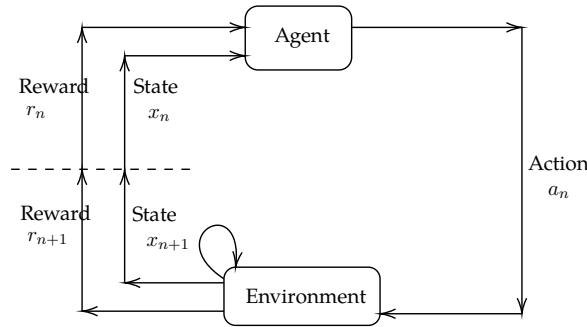 Agent
Reward
r_n
State
x_n
Action
a_n
Reward
r_{n+1}
State
x_{n+1}
Environment